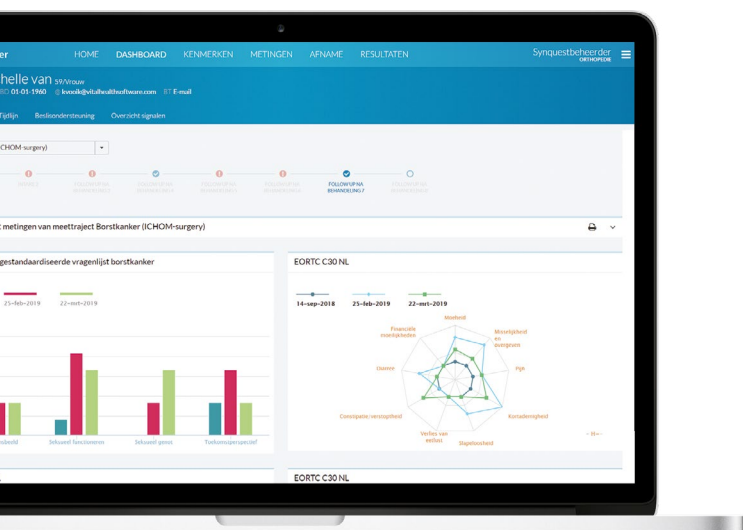 er HOME DASHBOARD KENMERKEN METINGEN AFNAME RESULTATEN Synquestbeheerder
ORTHOPEDIE
helle van 59/Vrouw
01-01-1960 kvooik@vitalhealthsoftware.com E-mail
Tijdlijn Beslisondersteuning Overzicht signalen
CHOM-surgery)
FOLLOW UP NA
BEHANDELING 7
metingen van meettraject Borstkanker (ICHOM-surgery)
gestandaardiseerde vragenlijst borstkanker
25-feb-2019 22-mrt-2019
Seksueel functioneren Seksueel genot Toekomstperspectief
EORTC C30 NL
14-sep-2018 25-feb-2019 22-mrt-2019
Moeheid
Financiële
moeilijkheden
Misselijkheid
en
overgeven
Diarree
Pijn
Constipatie/verstoptheid
Kortademigheid
Verlies van
eetlust
Slapeloosheid
EORTC C30 NL